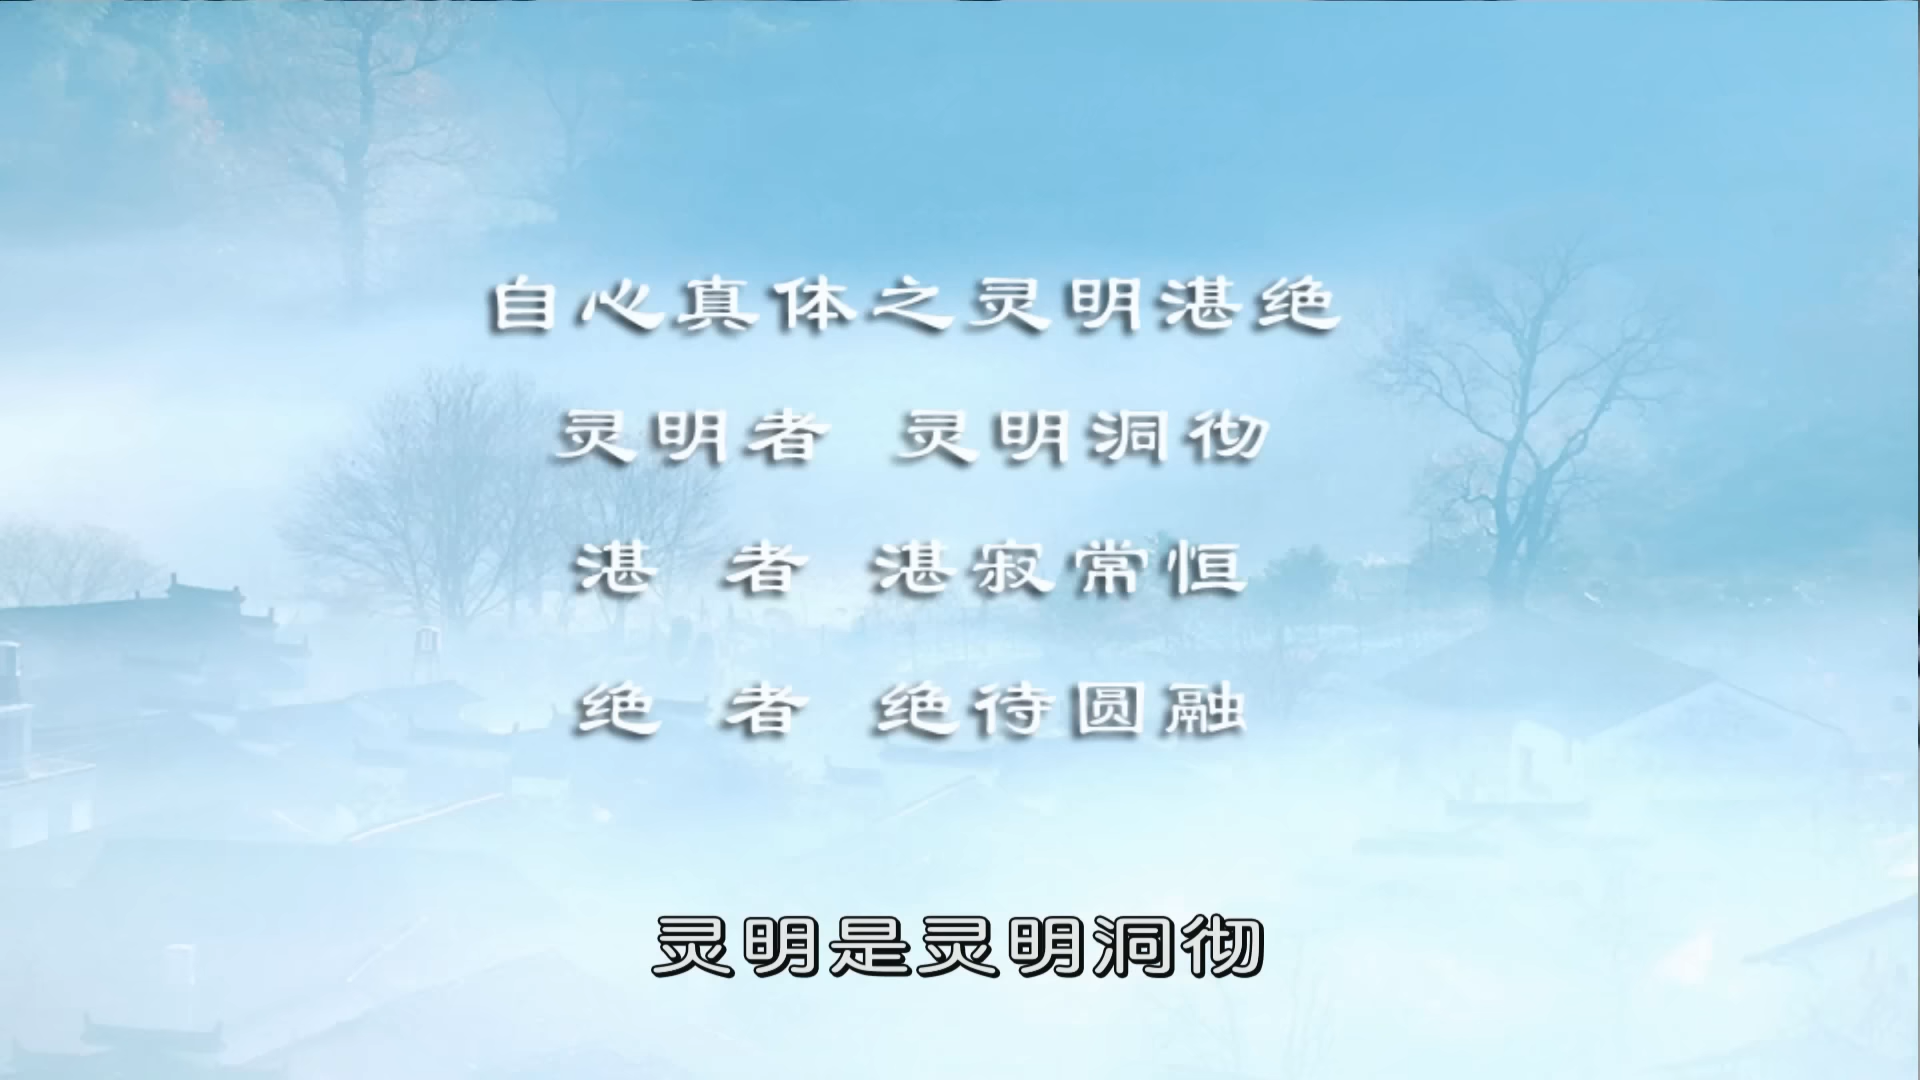 自心真体之灵明湛绝
灵明者 灵明洞彻
湛 者 湛寂常恒
绝 者 绝待圆融
灵明是灵明洞彻